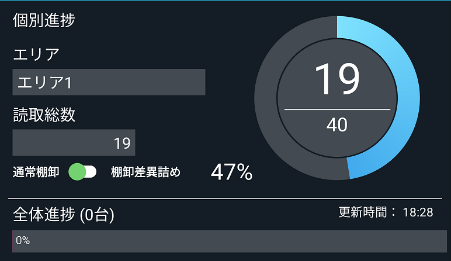 個別進捗
エリア
エリア1
読取総数
19
通常棚卸 棚卸差異詰め 47%
19
40
全体進捗 (0台) 更新時間： 18:28
0%